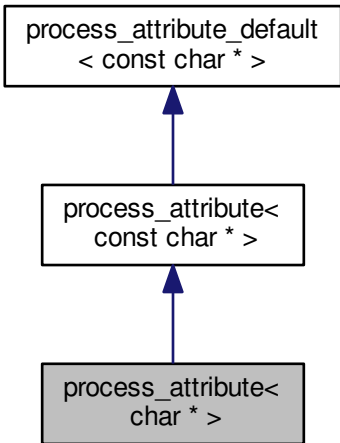 process_attribute_default
< const char * >
process_attribute<
const char * >
process_attribute<
char * >